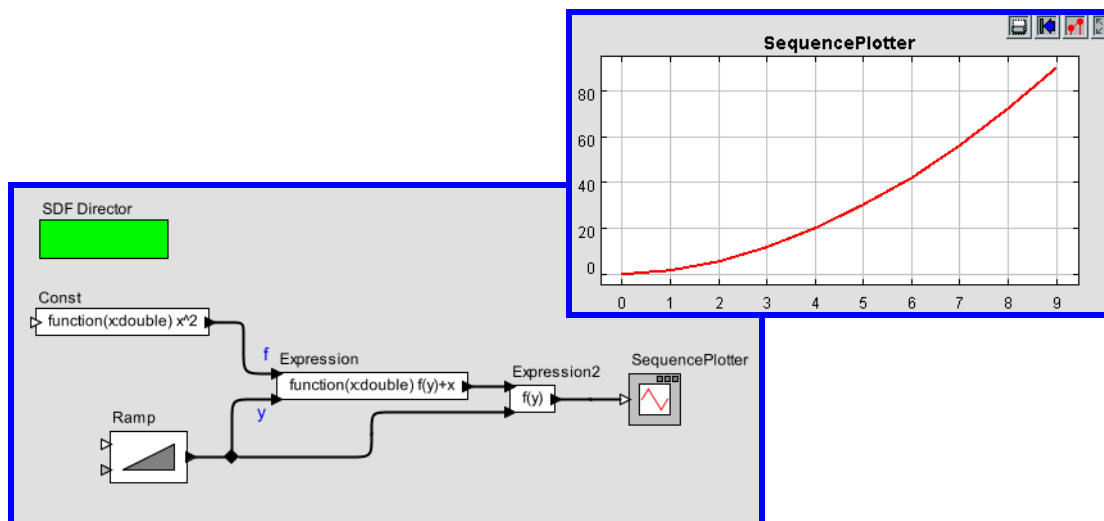 SequencePlotter
80
60
40
20
0
0 1 2 3 4 5 6 7 8 9
SDF Director
Const
function(x:double) x^2
f
Expression
function(x:double) f(y)+x
y
Ramp
Expression2
f(y)
SequencePlotter